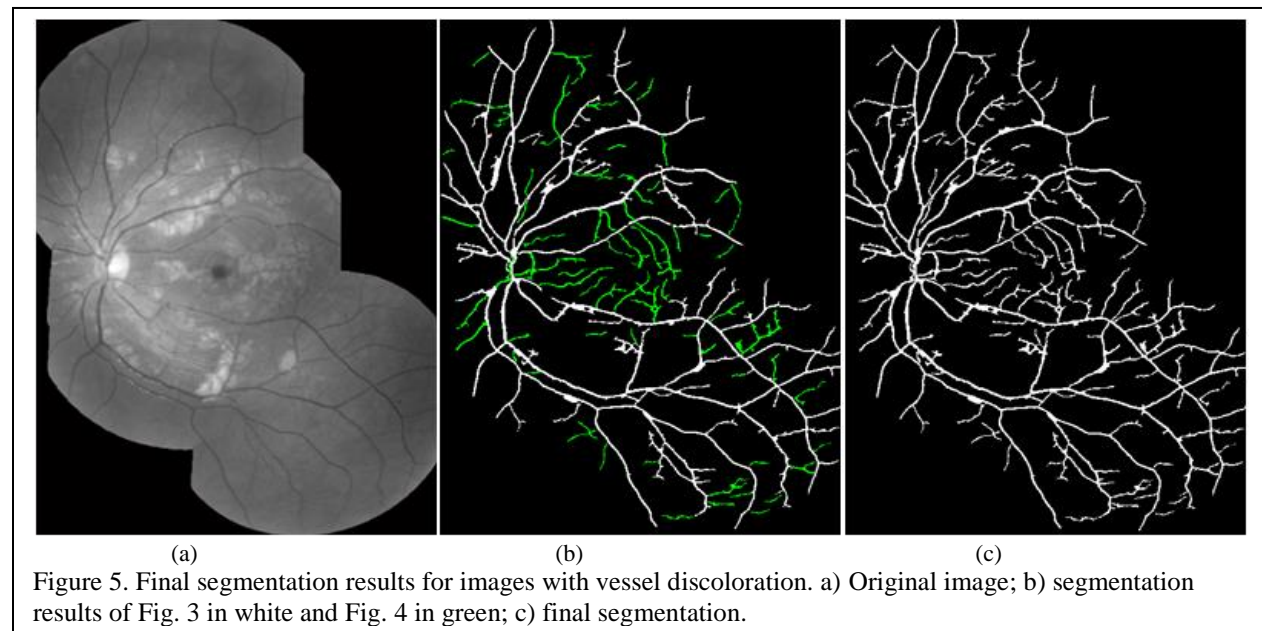 (a) (b) (c)
Figure 5. Final segmentation results for images with vessel discoloration. a) Original image; b) segmentation
results of Fig. 3 in white and Fig. 4 in green; c) final segmentation.